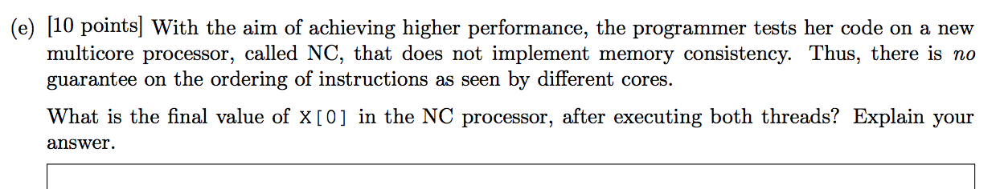 (e) [10 points] With the aim of achieving higher performance, the programmer tests her code on a new
multicore processor, called NC, that does not implement memory consistency. Thus, there is no
guarantee on the ordering of instructions as seen by different cores.
What is the final value of X[0] in the NC processor, after executing both threads? Explain your
answer.